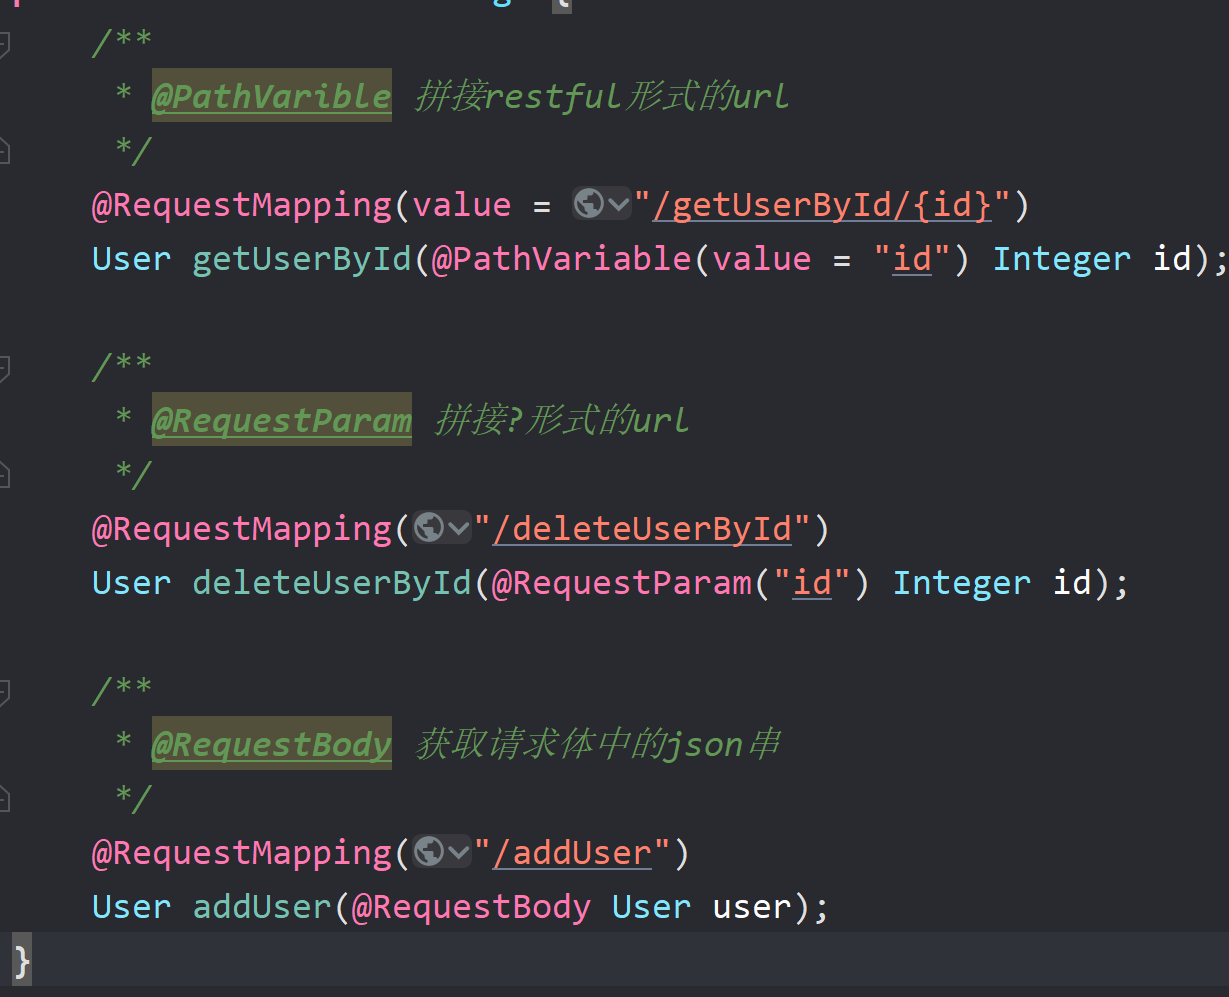 /**
* @PathVarible 拼接restful形式的url
*/
@RequestMapping(value = "/getUserById/{id}")
User getUserById(@PathVariable(value = "id") Integer id);
/**
* @RequestParam 拼接?形式的url
*/
@RequestMapping("/deleteUserById")
User deleteUserById(@RequestParam("id") Integer id);
/**
* @RequestBody 获取请求体中的json串
*/
@RequestMapping("/addUser")
User addUser(@RequestBody User user);
}